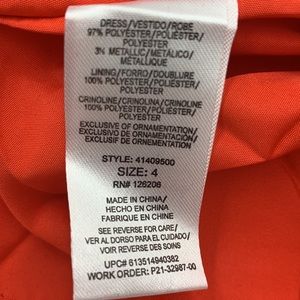 DRESS/VESTIDO/ROBE
97% POLYESTER/POLIÉSTER/
POLYESTER
3% METALLIC/METÁLICO/
MÉTALLIQUE
LINING/FORRO/DOUBLURE
100% POLYESTER/POLIÉSTER/
POLYESTER
CRINOLINE/CRINOLINA/CRINOLINE
100% POLYESTER/POLIÉSTER/
POLYESTER
EXCLUSIVE OF ORNAMENTATION/
EXCLUSIVO DE ORNAMENTACIÓN/
EXCLUSIF DE ORNEMENTATION
STYLE: 41409500
SIZE: 4
RN# 126208
MADE IN CHINA/
HECHO EN CHINA/
FABRIQUE EN CHINE
SEE REVERSE FOR CARE/
VER AL DORSO PARA EL CUIDADO/
VOIR REVERSE DES SOINS
UPC# 613514940382
WORK ORDER: P21-32987-00